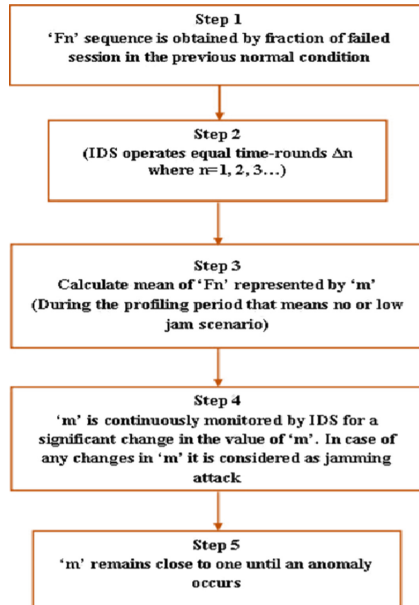 Step 1
‘Fn’ sequence is obtained by fraction of failed
session in the previous normal condition
Step 2
(IDS operates equal time-rounds Δn
where n=1, 2, 3...)
Step 3
Calculate mean of ‘Fn’ represented by ‘m’
(During the profiling period that means no or low
jam scenario)
Step 4
‘m’ is continuously monitored by IDS for a
significant change in the value of ‘m’. In case of
any changes in ‘m’ it is considered as jamming
attack
Step 5
‘m’ remains close to one until an anomaly
occurs